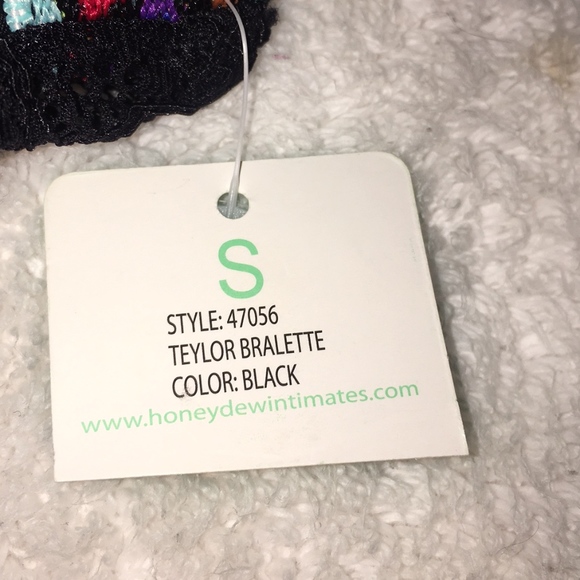 S
STYLE: 47056
TEYLOR BRALETTE
COLOR: BLACK
www.honeydewintimates.com